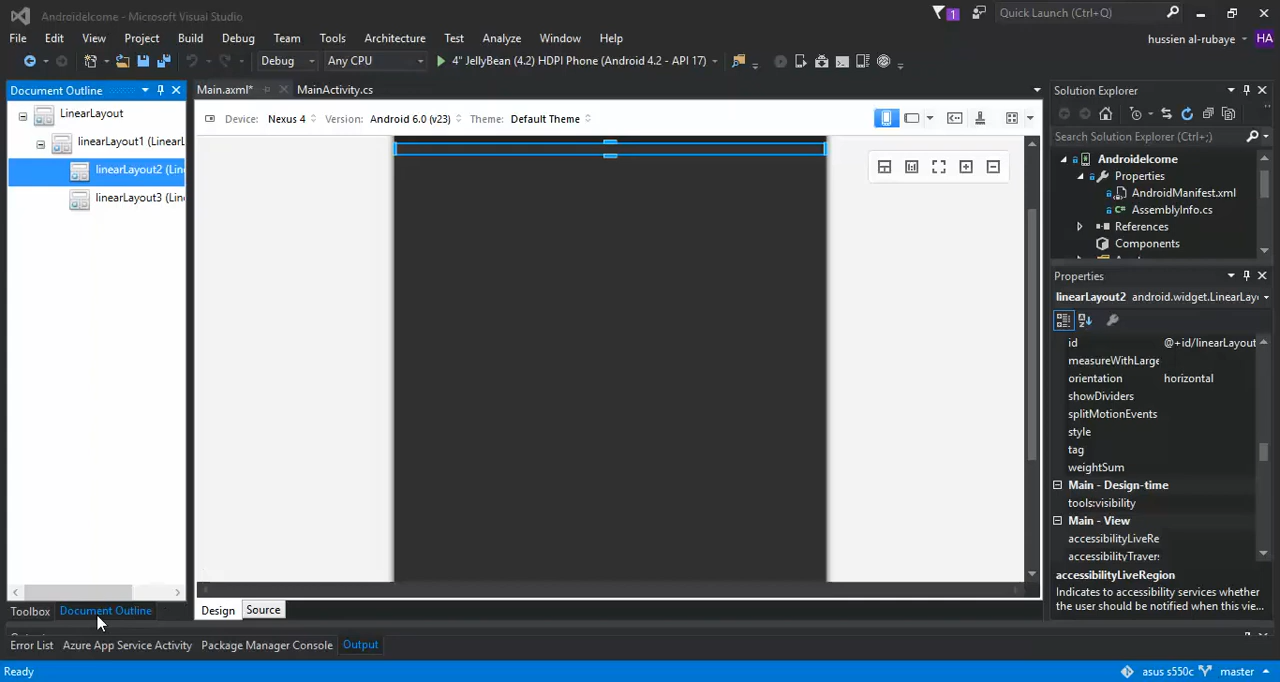 Androidelcome - Microsoft Visual Studio
1
Quick Launch (Ctrl+Q)
File Edit View Project Build Debug Team Tools Architecture Test Analyze Window Help
hussien al-rubaye HA
Debug Any CPU 4" JellyBean (4.2) HDPI Phone (Android 4.2 - API 17)
Document Outline
LinearLayout
linearLayout1 (LinearL
linearLayout2 (Lin
linearLayout3 (Lin
Toolbox Document Outline
Main.axml* MainActivity.cs
Device: Nexus 4 Version: Android 6.0 (v23) Theme: Default Theme
Design Source
Solution Explorer
Search Solution Explorer (Ctrl+;)
Androidelcome
Properties
AndroidManifest.xml
AssemblyInfo.cs
References
Components
Properties
linearLayout2 android.widget.LinearLay
id @+id/linearLayout
measureWithLarge
orientation horizontal
showDividers
splitMotionEvents
style
tag
weightSum
Main - Design-time
tools:visibility
Main - View
accessibilityLiveRe
accessibilityTravers
accessibilityLiveRegion
Indicates to accessibility services whether
the user should be notified when this vie...
Error List Azure App Service Activity Package Manager Console Output
Ready
asus s550c master